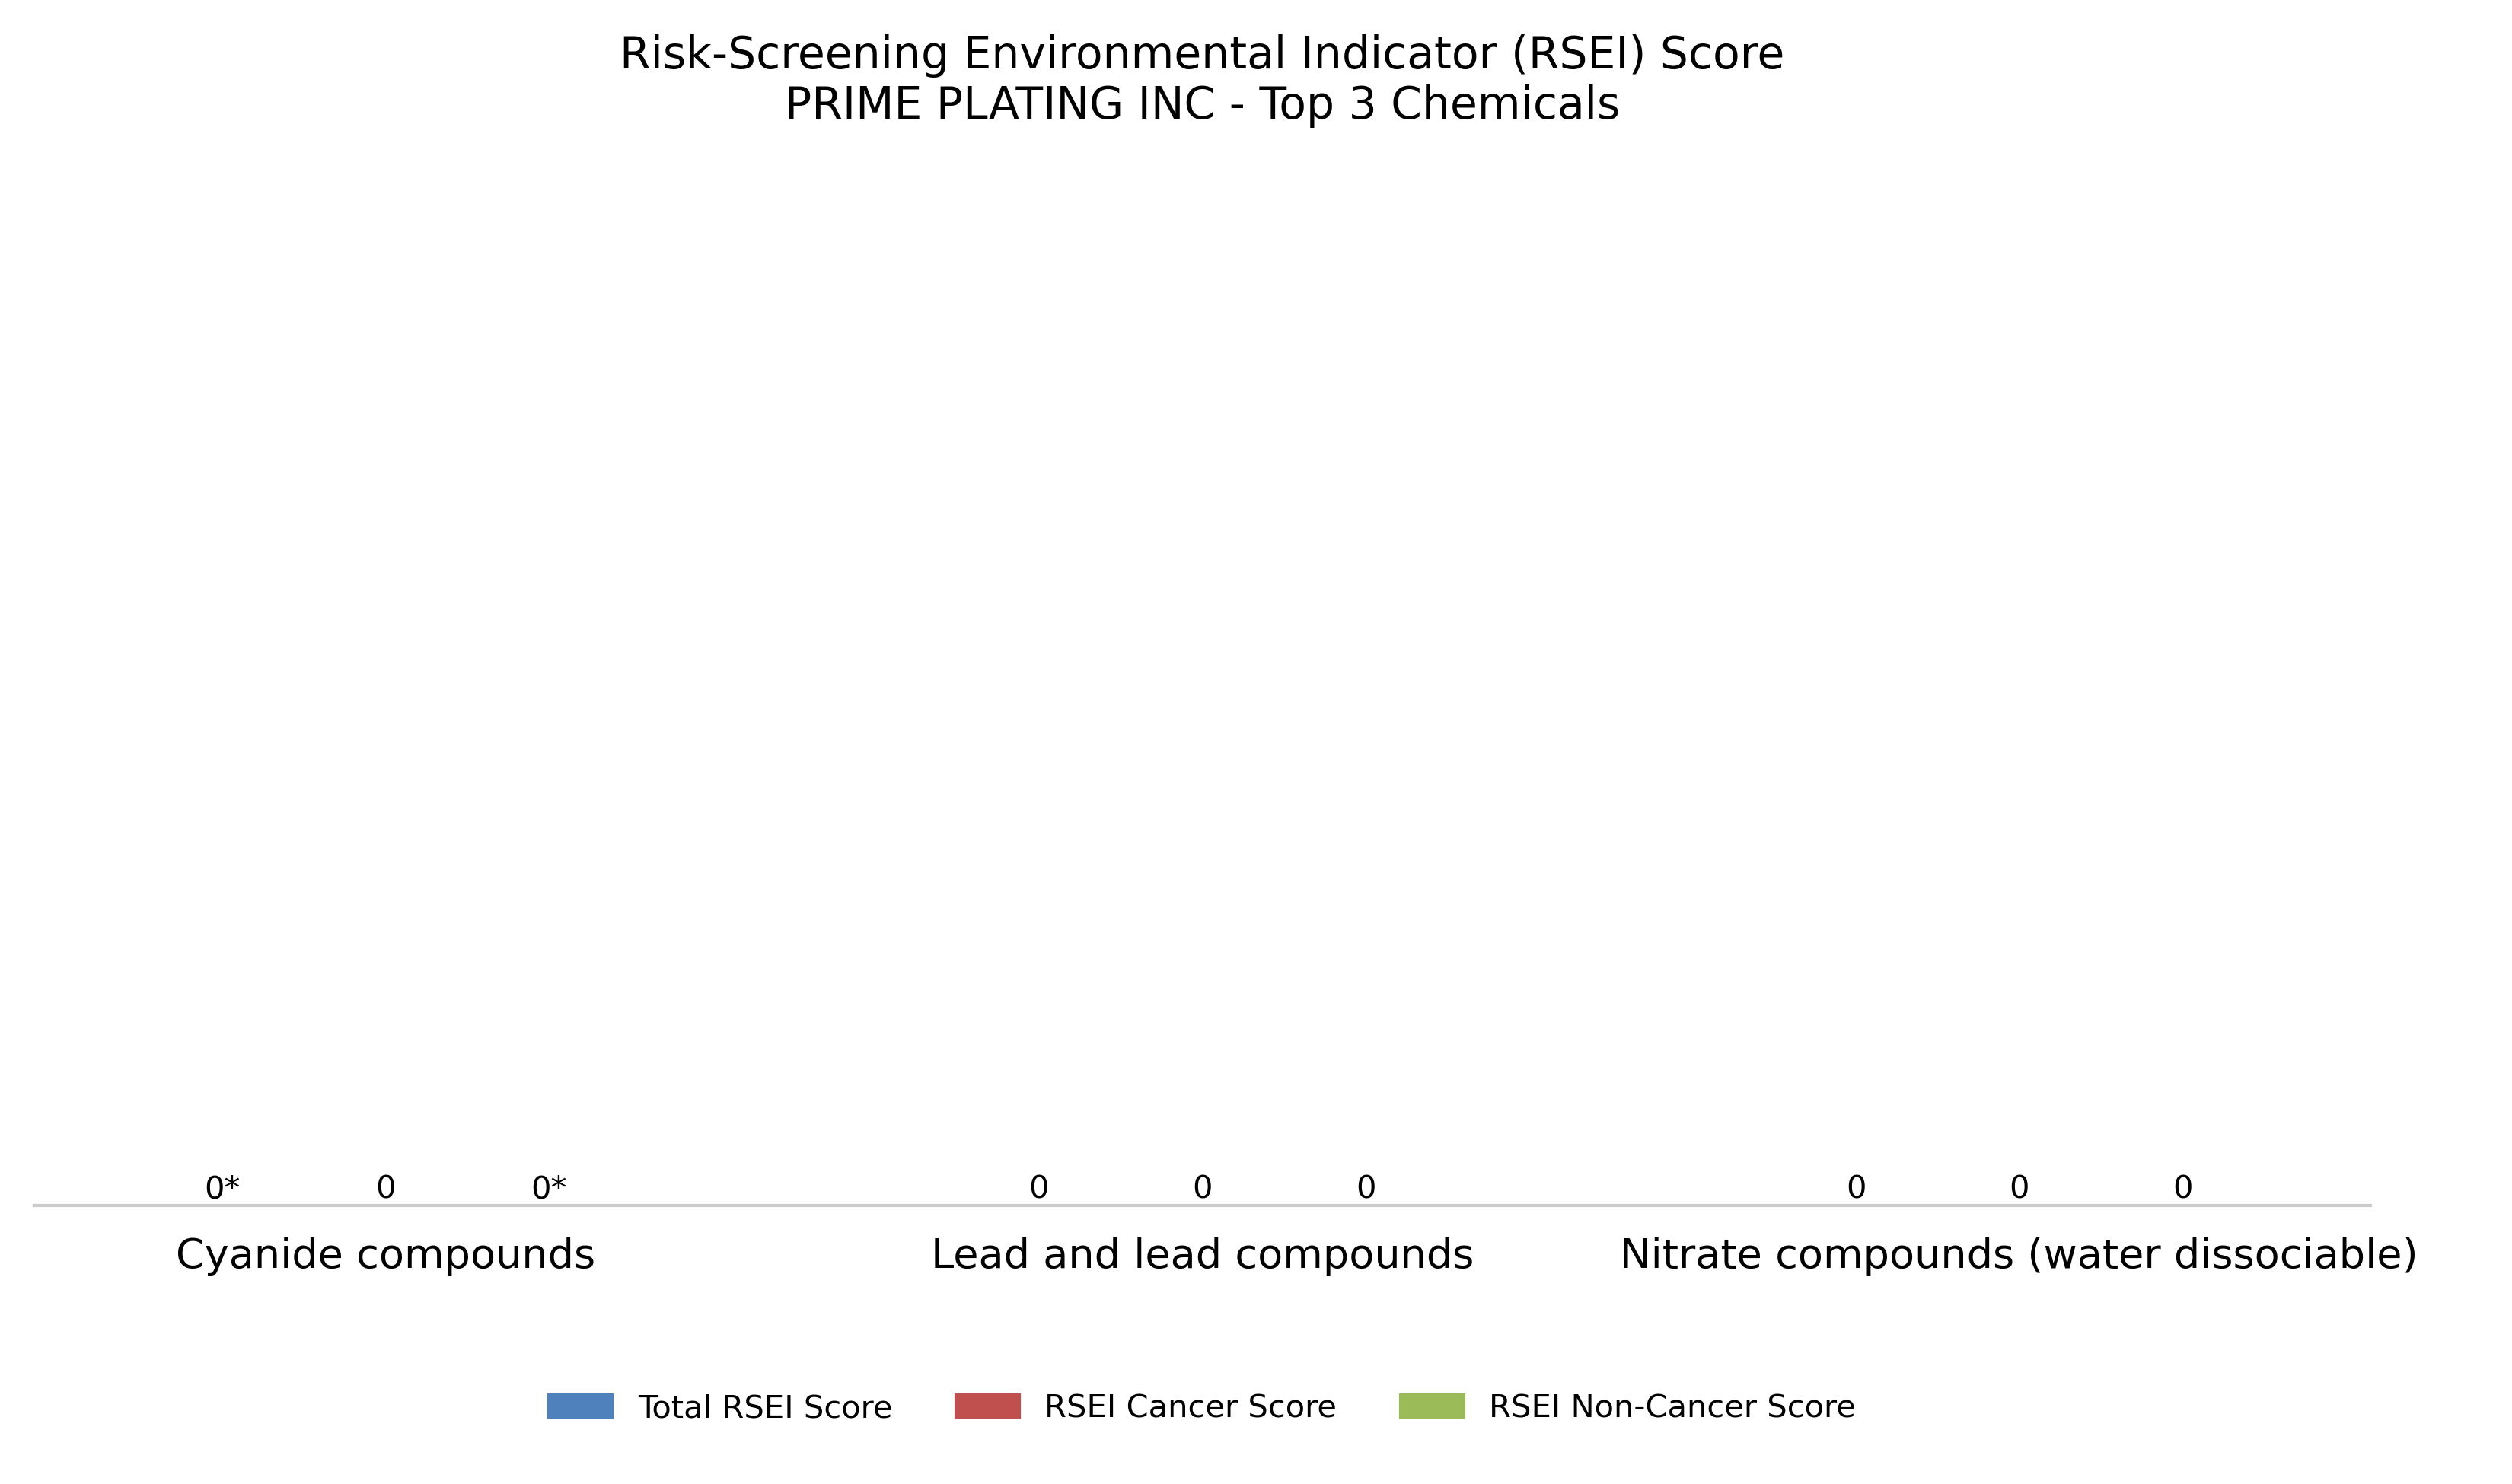 Risk-Screening Environmental Indicator (RSEI) Score
PRIME PLATING INC - Top 3 Chemicals
0* 0 0* 0 0 0 0 0 0
Cyanide compounds Lead and lead compounds Nitrate compounds (water dissociable)
Total RSEI Score RSEI Cancer Score RSEI Non-Cancer Score